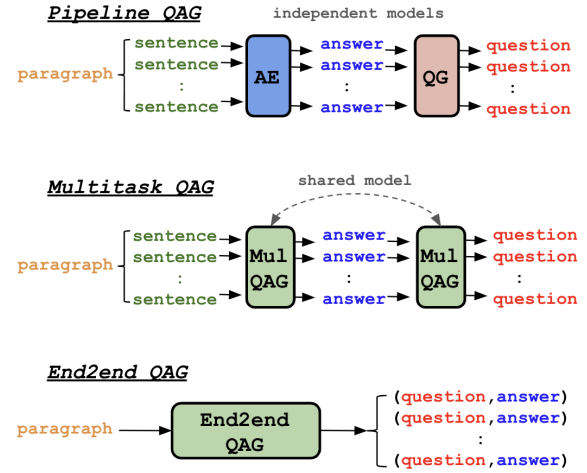 Pipeline QAG
independent models
sentence answer question
sentence AE answer QG question
paragraph
: : :
sentence answer question
Multitask QAG
shared model
sentence answer question
sentence Mul answer Mul question
paragraph
: QAG : QAG :
sentence answer question
End2end QAG
(question,answer)
End2end (question,answer)
paragraph
QAG :
(question,answer)